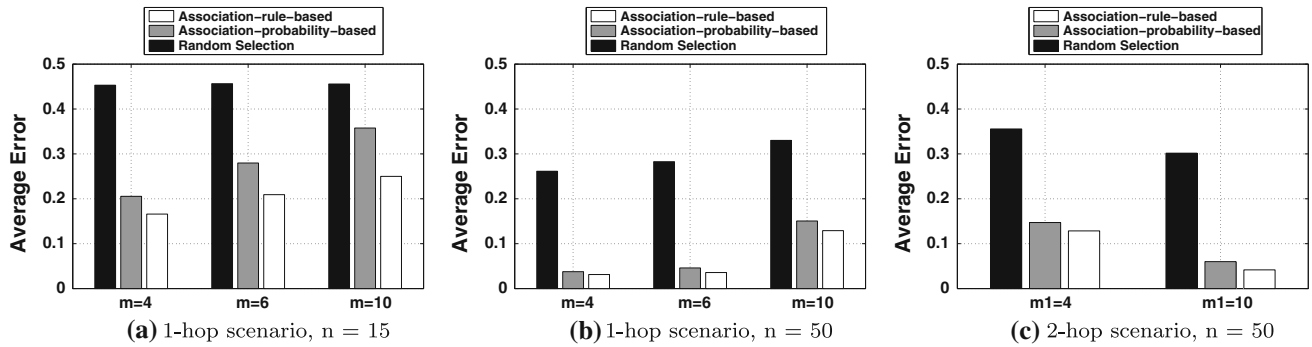 Association-rule-based
Association-probability-based
Random Selection
Average Error
0.5
0.4
0.3
0.2
0.1
0
m=4 m=6 m=10
(a) 1-hop scenario, n = 15
Association-rule-based
Association-probability-based
Random Selection
Average Error
0.5
0.4
0.3
0.2
0.1
0
m=4 m=6 m=10
(b) 1-hop scenario, n = 50
Association-rule-based
Association-probability-based
Random Selection
Average Error
0.5
0.4
0.3
0.2
0.1
0
m1=4 m1=10
(c) 2-hop scenario, n = 50